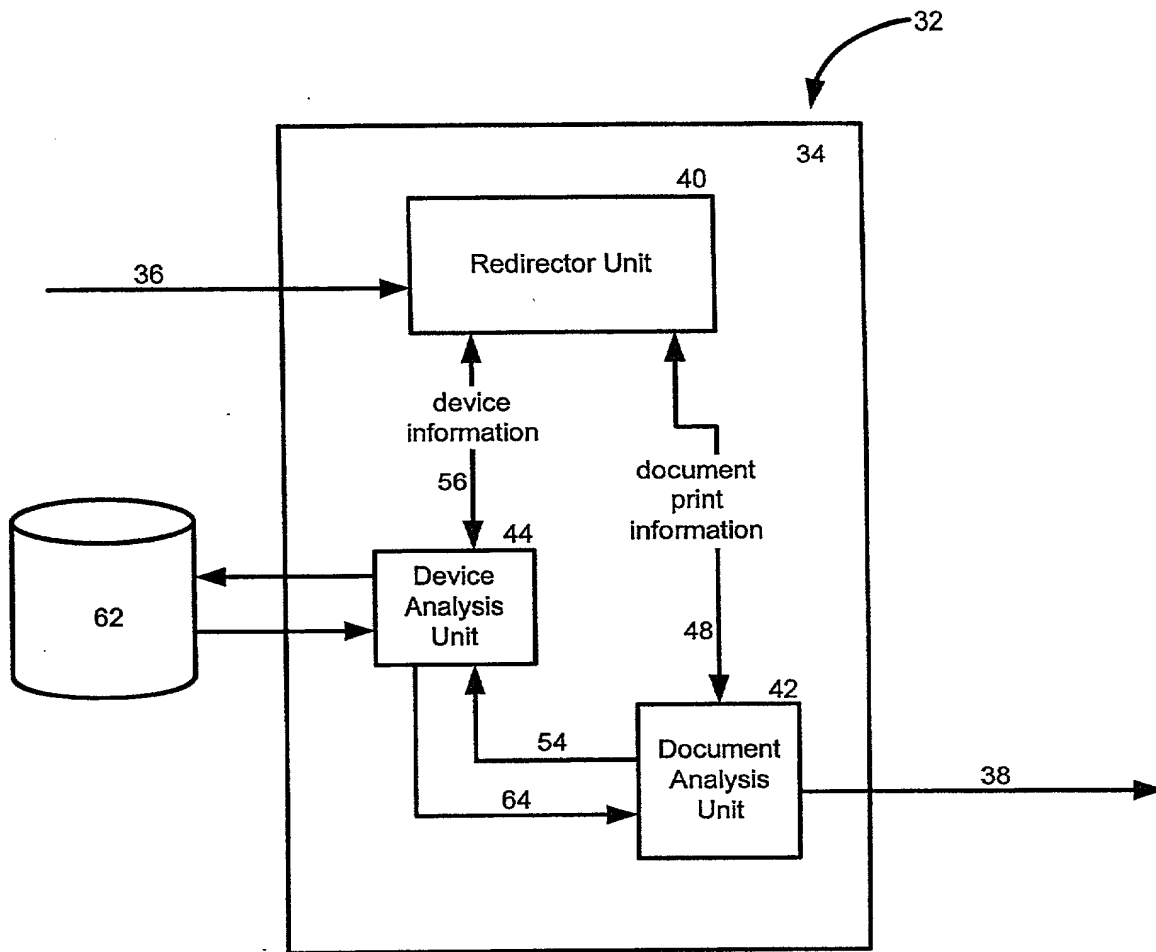 32
34
40
Redirector Unit
36
device
information
56
document
print
information
44
Device
Analysis
Unit
62
48
42
54
Document
Analysis
Unit
38
64